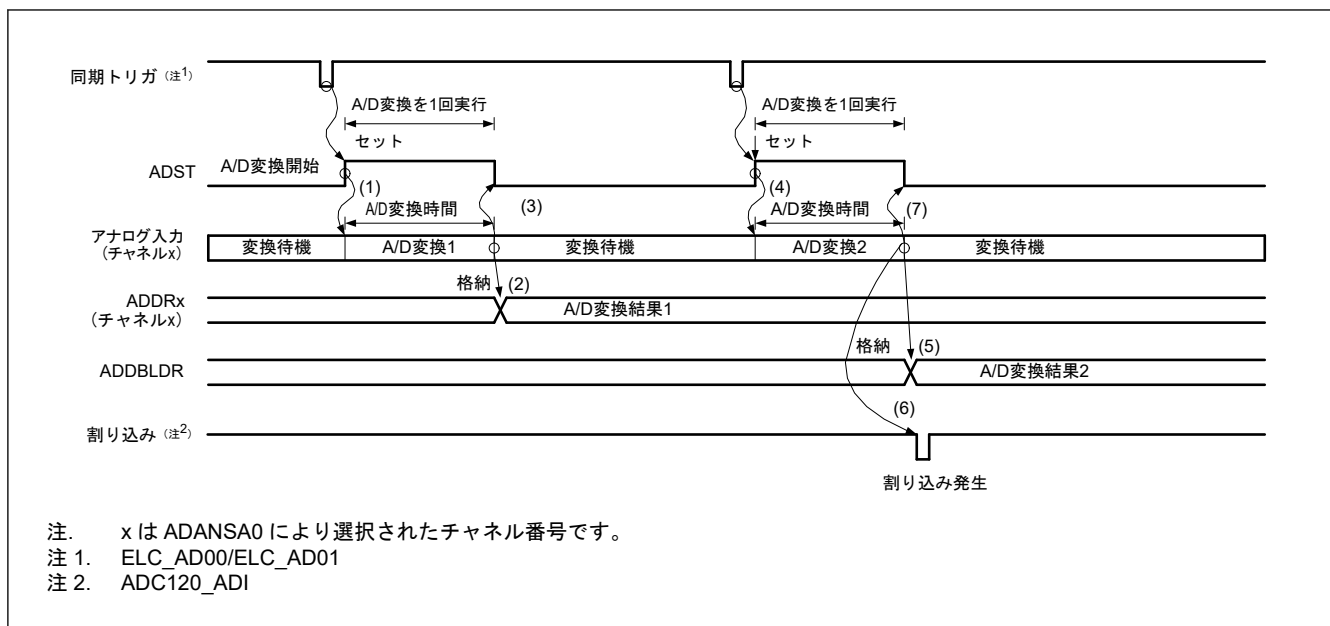 同期トリガ（注1）
A/D変換を1回実行 A/D変換を1回実行
セット セット
ADST A/D変換開始
(1) (4)
A/D変換時間 (3) A/D変換時間 (7)
アナログ入力
(チャネルx)
変換待機 A/D変換1 変換待機 A/D変換2 変換待機
格納 (2)
ADDRx
（チャネルx）
A/D変換結果1
格納 (5)
ADDBLDR A/D変換結果2
(6)
割り込み（注2）
割り込み発生
注. x は ADANSA0 により選択されたチャネル番号です。
注 1. ELC_AD00/ELC_AD01
注 2. ADC120_ADI